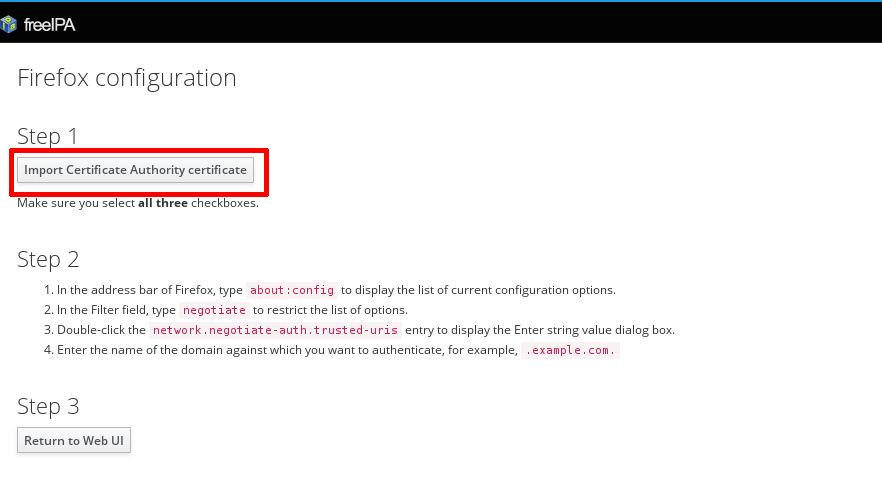 freeIPA
Firefox configuration
Step 1
Import Certificate Authority certificate
Make sure you select all three checkboxes.
Step 2
1. In the address bar of Firefox, type about:config to display the list of current configuration options.
2. In the Filter field, type negotiate to restrict the list of options.
3. Double-click the network.negotiate-auth.trusted-uris entry to display the Enter string value dialog box.
4. Enter the name of the domain against which you want to authenticate, for example, .example.com.
Step 3
Return to Web UI